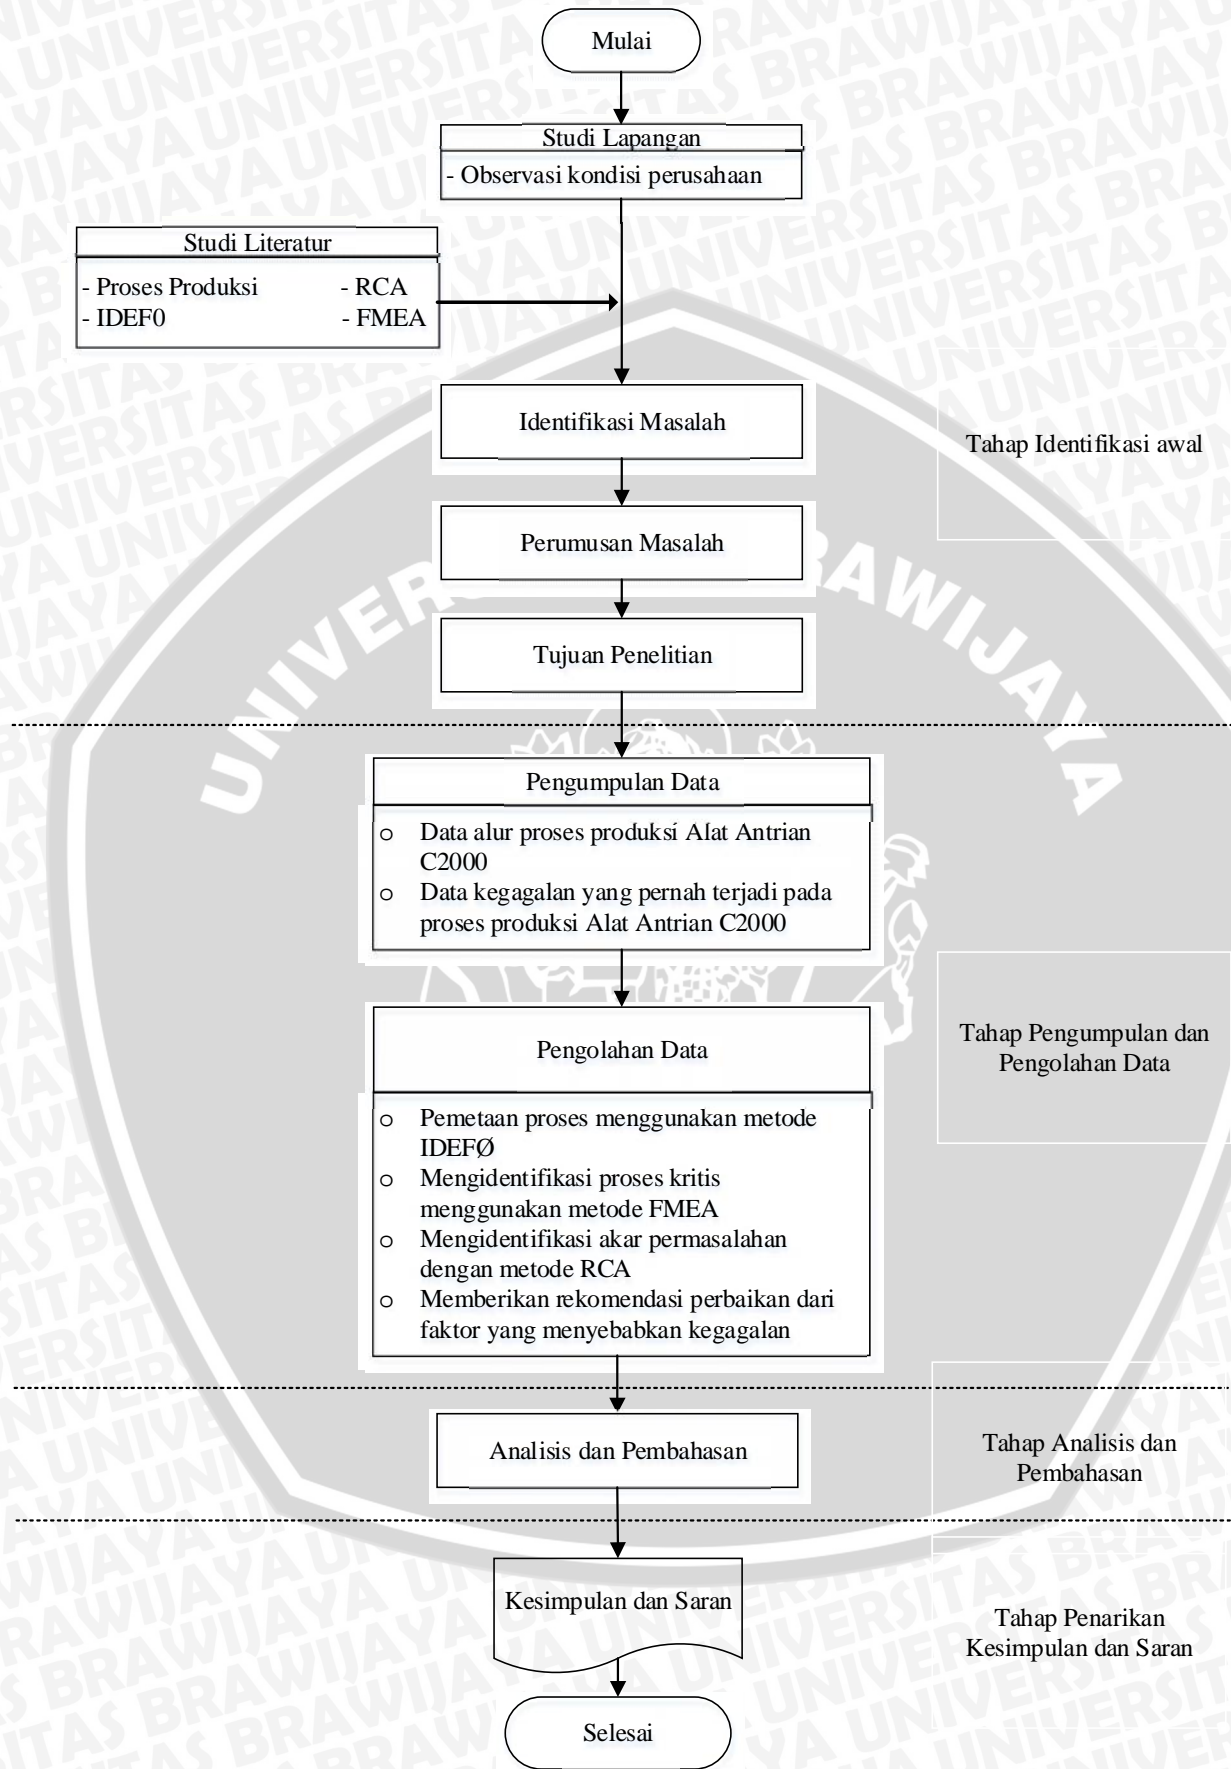 Mulai
Studi Lapangan
- Observasi kondisi perusahaan
Studi Literatur
- Proses Produksi - RCA
- IDEF0 - FMEA
Identifikasi Masalah
Tahap Identifikasi awal
Perumusan Masalah
Tujuan Penelitian
UNIVERSITAS BRAWIJAYA
Pengumpulan Data
o Data alur proses produksi Alat Antrian
C2000
o Data kegagalan yang pernah terjadi pada
proses produksi Alat Antrian C2000
Pengolahan Data
Tahap Pengumpulan dan
Pengolahan Data
o Pemetaan proses menggunakan metode
IDEFØ
o Mengidentifikasi proses kritis
menggunakan metode FMEA
o Mengidentifikasi akar permasalahan
dengan metode RCA
o Memberikan rekomendasi perbaikan dari
faktor yang menyebabkan kegagalan
Analisis dan Pembahasan
Tahap Analisis dan
Pembahasan
Kesimpulan dan Saran
Tahap Penarikan
Kesimpulan dan Saran
Selesai